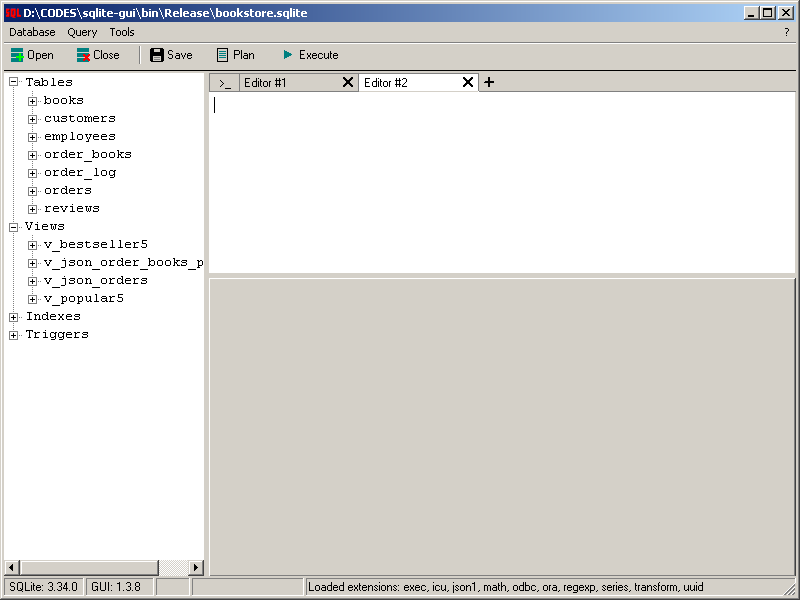 SQL D:\CODES\sqlite-gui\bin\Release\bookstore.sqlite
Database Query Tools ?
Open Close Save Plan Execute
>_ Editor #1 Editor #2
Tables
books
customers
employees
order_books
order_log
orders
reviews
Views
v_bestseller5
v_json_order_books_p
v_json_orders
v_popular5
Indexes
Triggers
SQLite: 3.34.0 GUI: 1.3.8 Loaded extensions: exec, icu, json1, math, odbc, ora, regexp, series, transform, uuid